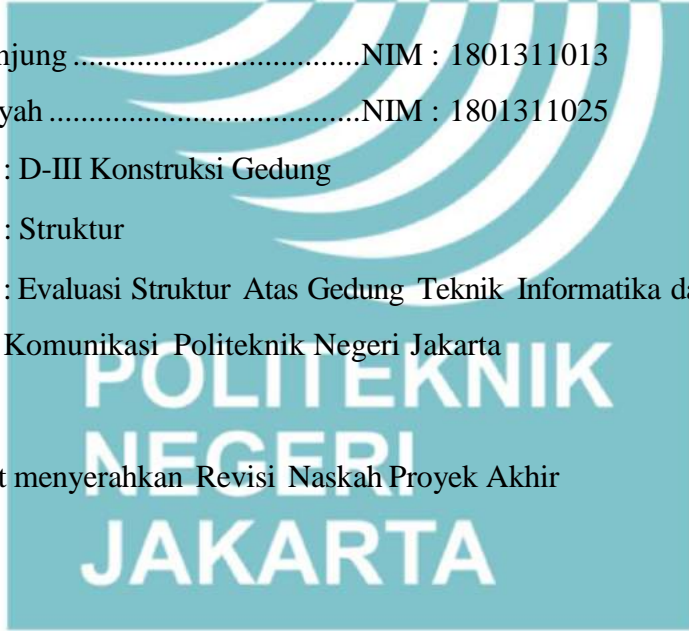 njung ..................................NIM : 1801311013
yah .....................................NIM : 1801311025
: D-III Konstruksi Gedung
: Struktur
: Evaluasi Struktur Atas Gedung Teknik Informatika da
Komunikasi Politeknik Negeri Jakarta
POLITEKNIK
NEGERI
t menyerahkan Revisi Naskah Proyek Akhir
JAKARTA